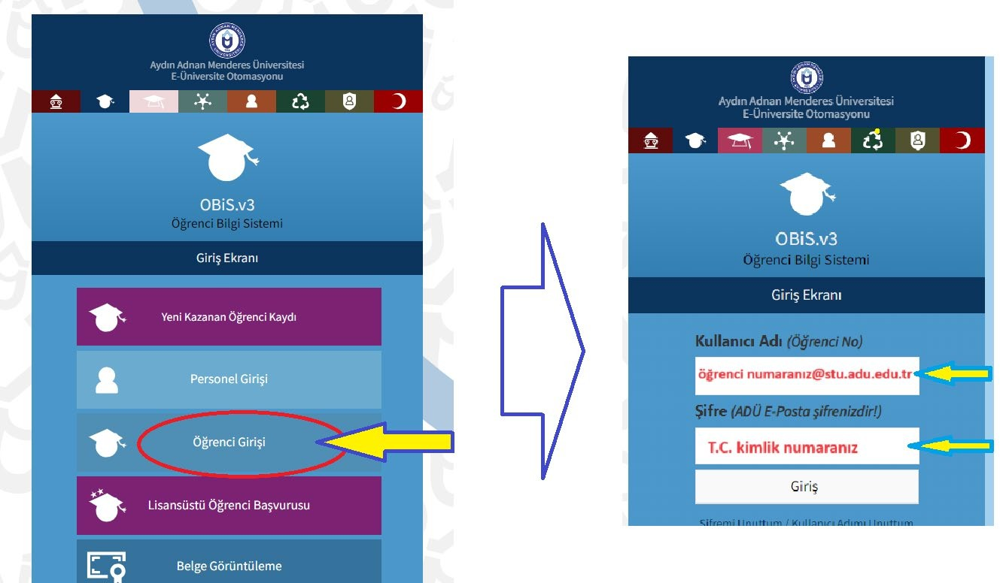 Aydın Adnan Menderes Üniversitesi
E-Üniversite Otomasyonu
OBiS.v3
Öğrenci Bilgi Sistemi
Giriş Ekranı
Yeni Kazanan Öğrenci Kaydı
Personel Girişi
Öğrenci Girişi
Lisansüstü Öğrenci Başvurusu
Belge Görüntüleme
Aydın Adnan Menderes Üniversitesi
E-Üniversite Otomasyonu
OBiS.v3
Öğrenci Bilgi Sistemi
Giriş Ekranı
Kullanıcı Adı (Öğrenci No)
öğrenci numaranız@stu.adu.edu.tr
Şifre (ADÜ E-Posta şifrenizdir!)
T.C. kimlik numaranız
Giriş
Şifremi Unuttum / Kullanıcı Adımı Unuttum